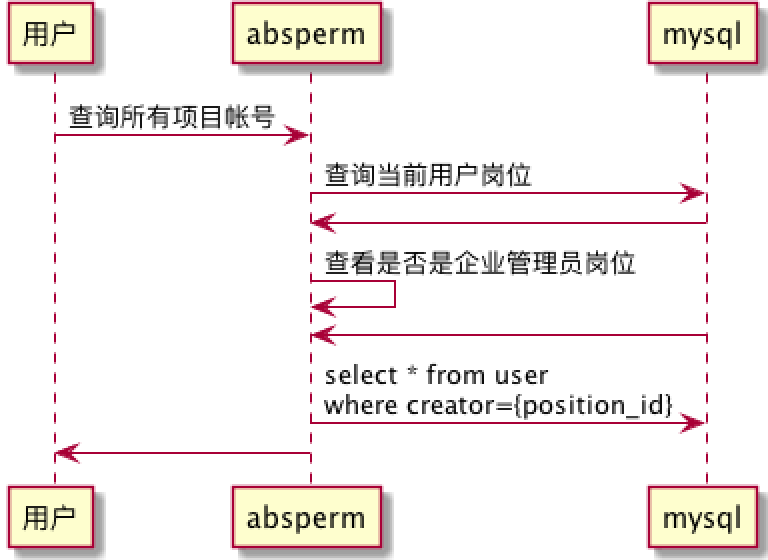 用户
absperm
mysql
查询所有项目帐号
查询当前用户岗位
查看是否是企业管理员岗位
select * from user
where creator={position_id}
用户
absperm
mysql